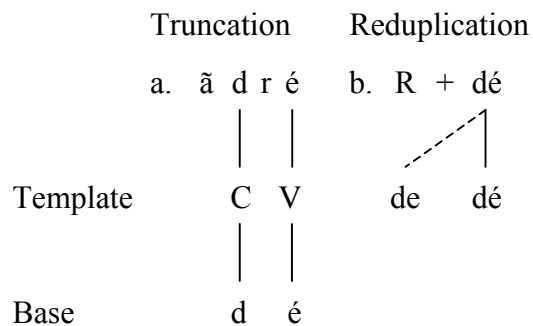 Truncation Reduplication
a. ã d r é b. R + dé
Template C V de dé
Base d é